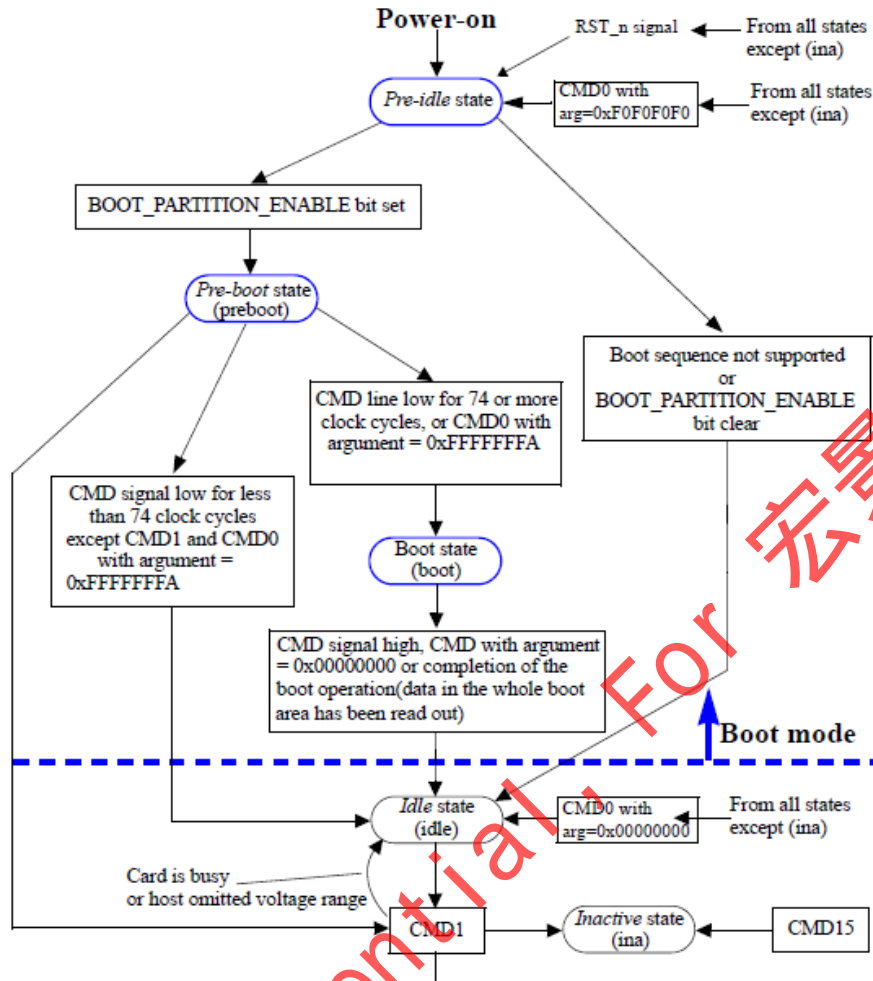 Power-on
RST_n signal
From all states
except (ina)
Pre-idle state
CMD0 with
arg=0xF0F0F0F0
From all states
except (ina)
BOOT_PARTITION_ENABLE bit set
Pre-boot state
(preboot)
Boot sequence not supported
or
BOOT_PARTITION_ENABLE
bit clear
CMD line low for 74 or more
clock cycles, or CMD0 with
argument = 0xFFFFFFFA
CMD signal low for less
than 74 clock cycles
except CMD1 and CMD0
with argument =
0xFFFFFFFA
Boot state
(boot)
CMD signal high, CMD with argument
= 0x00000000 or completion of the
boot operation(data in the whole boot
area has been read out)
Boot mode
Idle state
(idle)
CMD0 with
arg=0x00000000
From all states
except (ina)
Card is busy
or host omitted voltage range
CMD1
Inactive state
(ina)
CMD15
ential, For 宏景